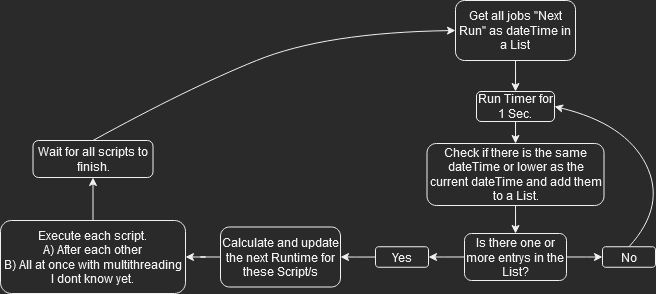 Get all jobs "Next
Run" as dateTime in
a List
Run Timer for
1 Sec.
Wait for all scripts to
finish.
Check if there is the same
dateTime or lower as the
current dateTime and add them
to a List.
Execute each script.
A) After each other
B) All at once with multithreading
I dont know yet.
Calculate and update
the next Runtime for
these Script/s
Yes
Is there one or
more entrys in the
List?
No